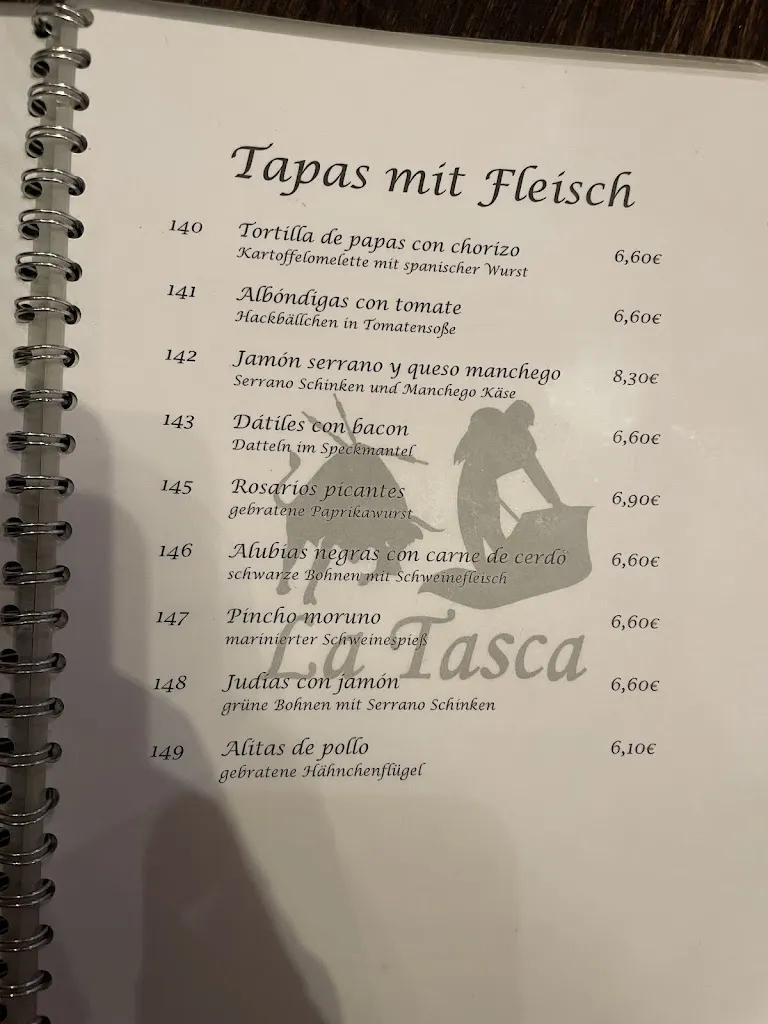 Tapas mit Fleisch
140 Tortilla de papas con chorizo 6,60€
Kartoffelomelette mit spanischer Wurst
141 Albóndigas con tomate 6,60€
Hackbällchen in Tomatensoße
142 Jamón serrano y queso manchego 8,30€
Serrano Schinken und Manchego Käse
143 Dátiles con bacon 6,60€
Datteln im Speckmantel
145 Rosarios picantes 6,90€
gebratene Paprikawurst
146 Alubias negras con carne de cerdo 6,60€
schwarze Bohnen mit Schweinefleisch
147 Pincho moruno 6,60€
marinierter Schweinespieß
La Tasca
148 Judías con jamón 6,60€
grüne Bohnen mit Serrano Schinken
149 Alitas de pollo 6,10€
gebratene Hähnchenflügel